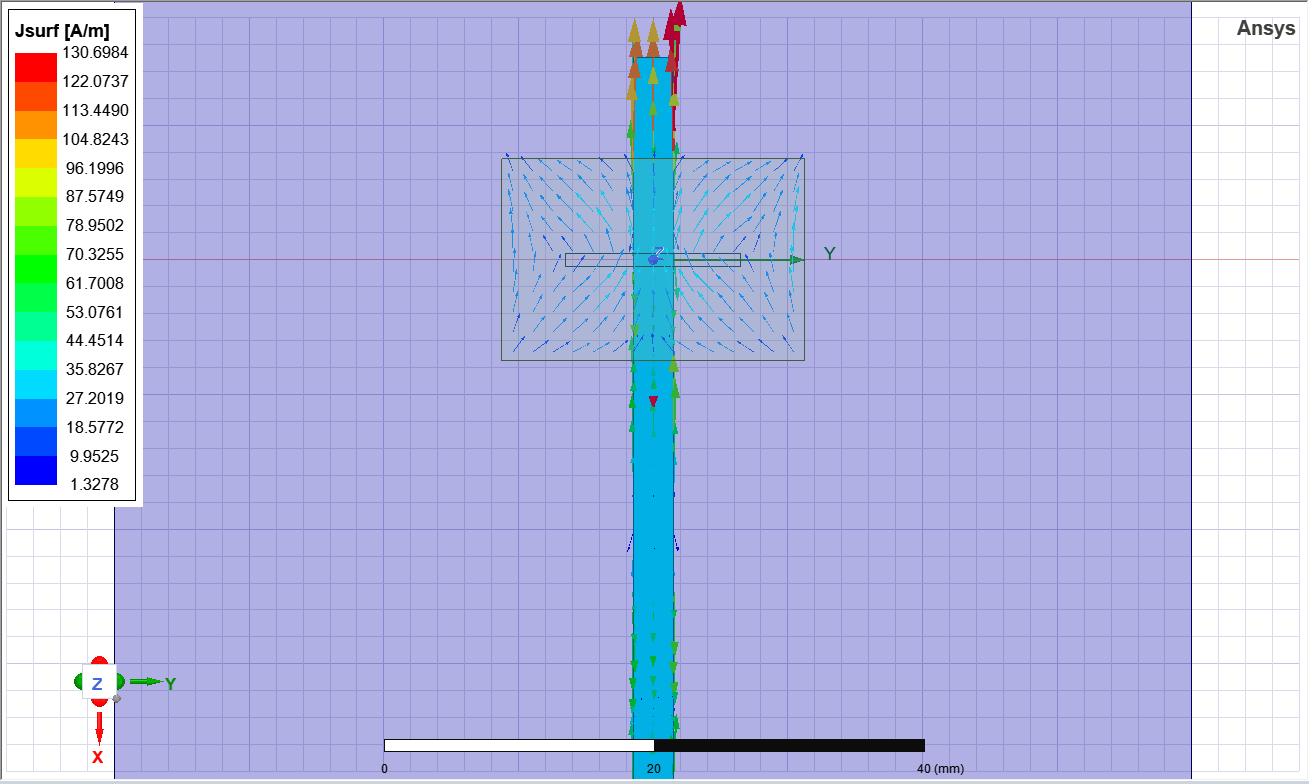 Jsurf [A/m]
130.6984
122.0737
113.4490
104.8243
96.1996
87.5749
78.9502
70.3255
61.7008
53.0761
44.4514
35.8267
27.2019
18.5772
9.9525
1.3278
Ansys
Z
Y
Z
Y
X
0 20 40 (mm)